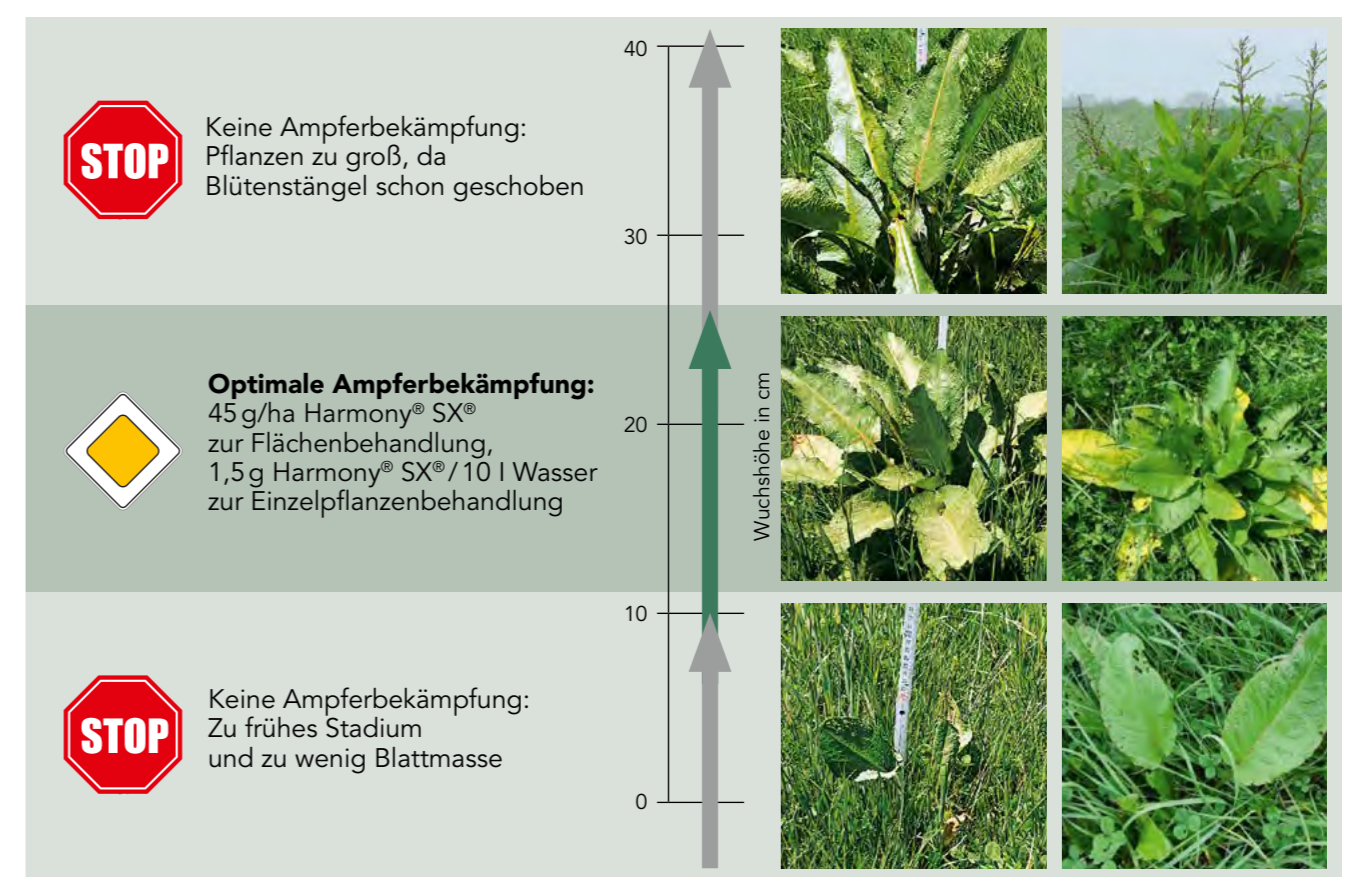 40
STOP
Keine Ampferbekämpfung:
Pflanzen zu groß, da
Blütenstängel schon geschoben
30
Optimale Ampferbekämpfung:
45 g/ha Harmony® SX®
zur Flächenbehandlung,
1,5 g Harmony® SX® / 10 l Wasser
zur Einzelpflanzenbehandlung
20
Wuchshöhe in cm
10
STOP
Keine Ampferbekämpfung:
Zu frühes Stadium
und zu wenig Blattmasse
0